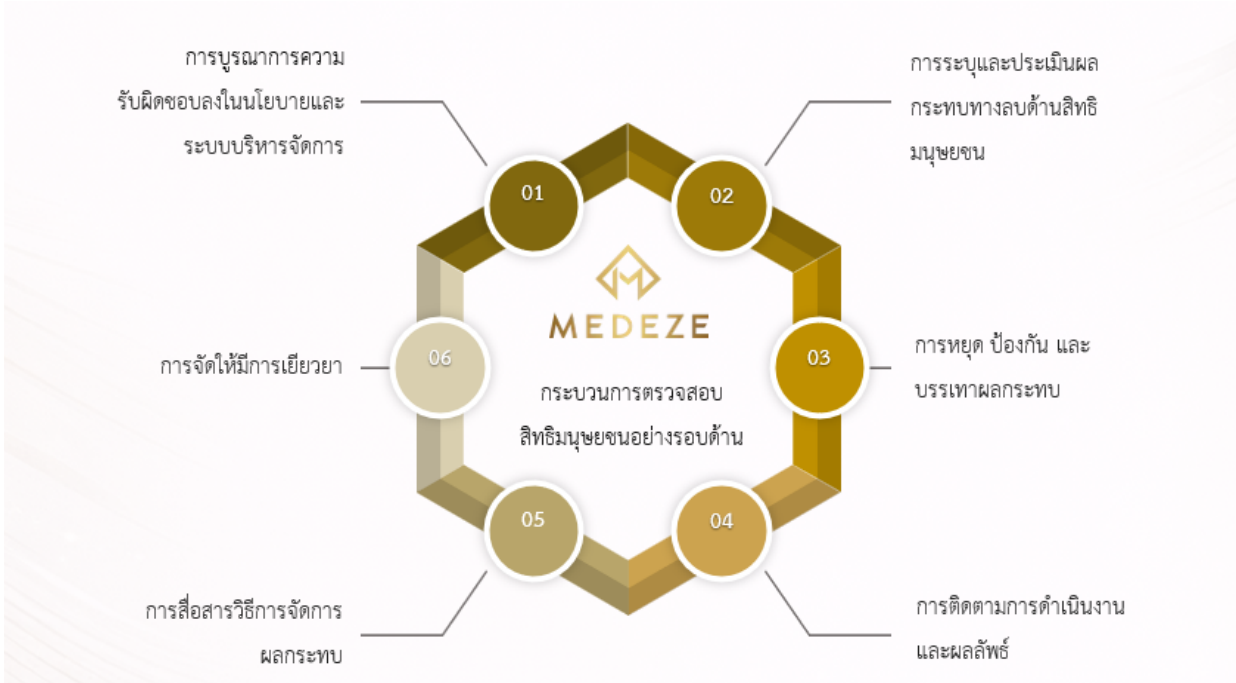 การบูรณาการความ
รับผิดชอบลงในนโยบายและ
ระบบบริหารจัดการ
01
การระบุและประเมินผล
กระทบทางลบด้านสิทธิ
มนุษยชน
02
การหยุด ป้องกัน และ
บรรเทาผลกระทบ
03
การติดตามการดำเนินงาน
และผลลัพธ์
04
การสื่อสารวิธีการจัดการ
ผลกระทบ
05
การจัดให้มีการเยียวยา
06
MEDEZE
กระบวนการตรวจสอบ
สิทธิมนุษยชนอย่างรอบด้าน